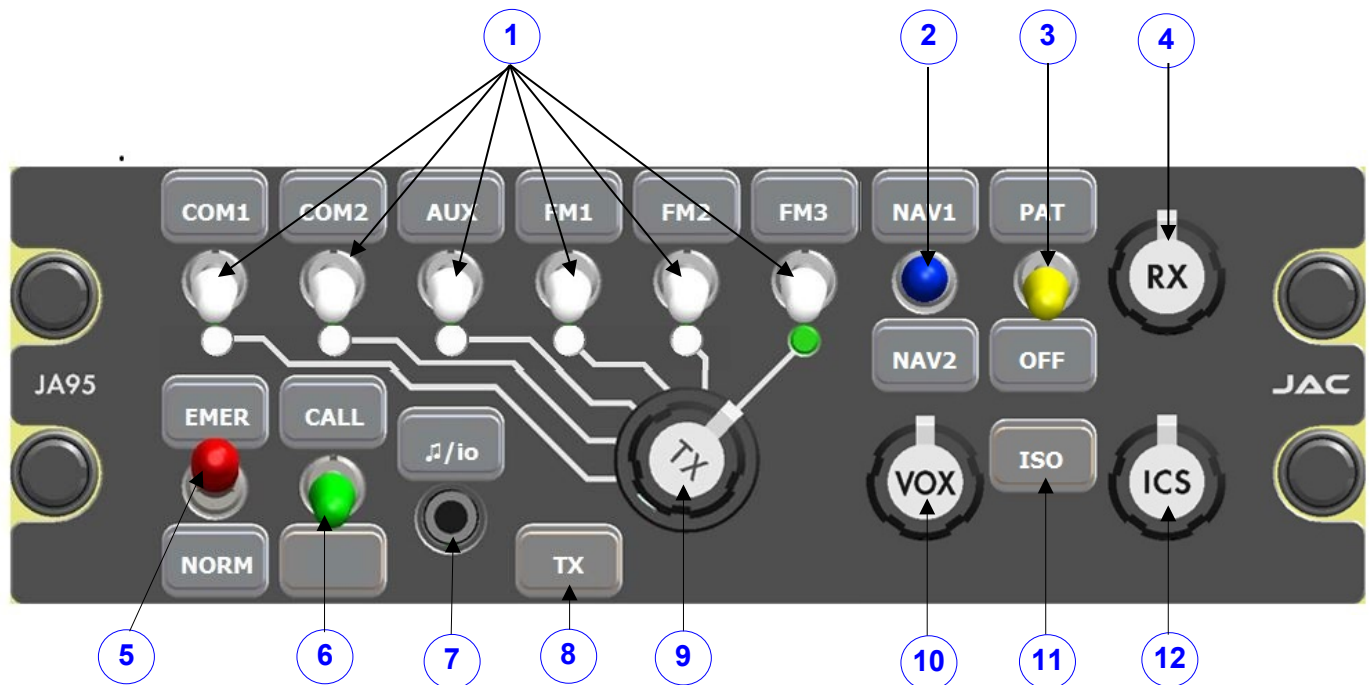 1 2 3 4
COM1 COM2 AUX FM1 FM2 FM3 NAV1 PAT
RX
NAV2 OFF
JA95 JAC
EMER CALL
♫/io ISO
TX VOX ICS
NORM TX
5 6 7 8 9 10 11 12